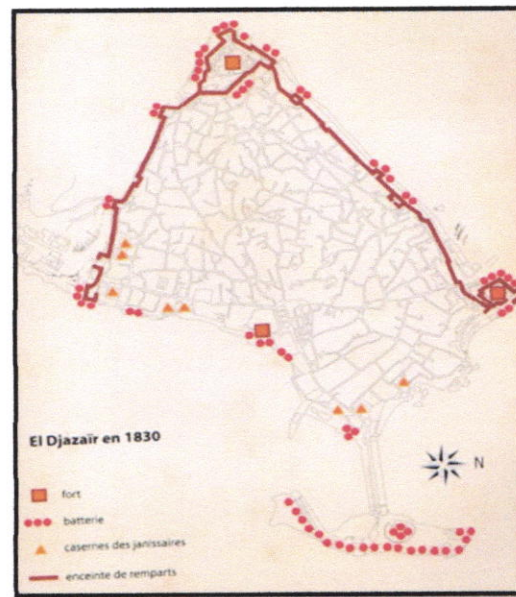 El Djazaïr en 1830
N
fort
batterie
casernes des janissaires
enceinte de remparts